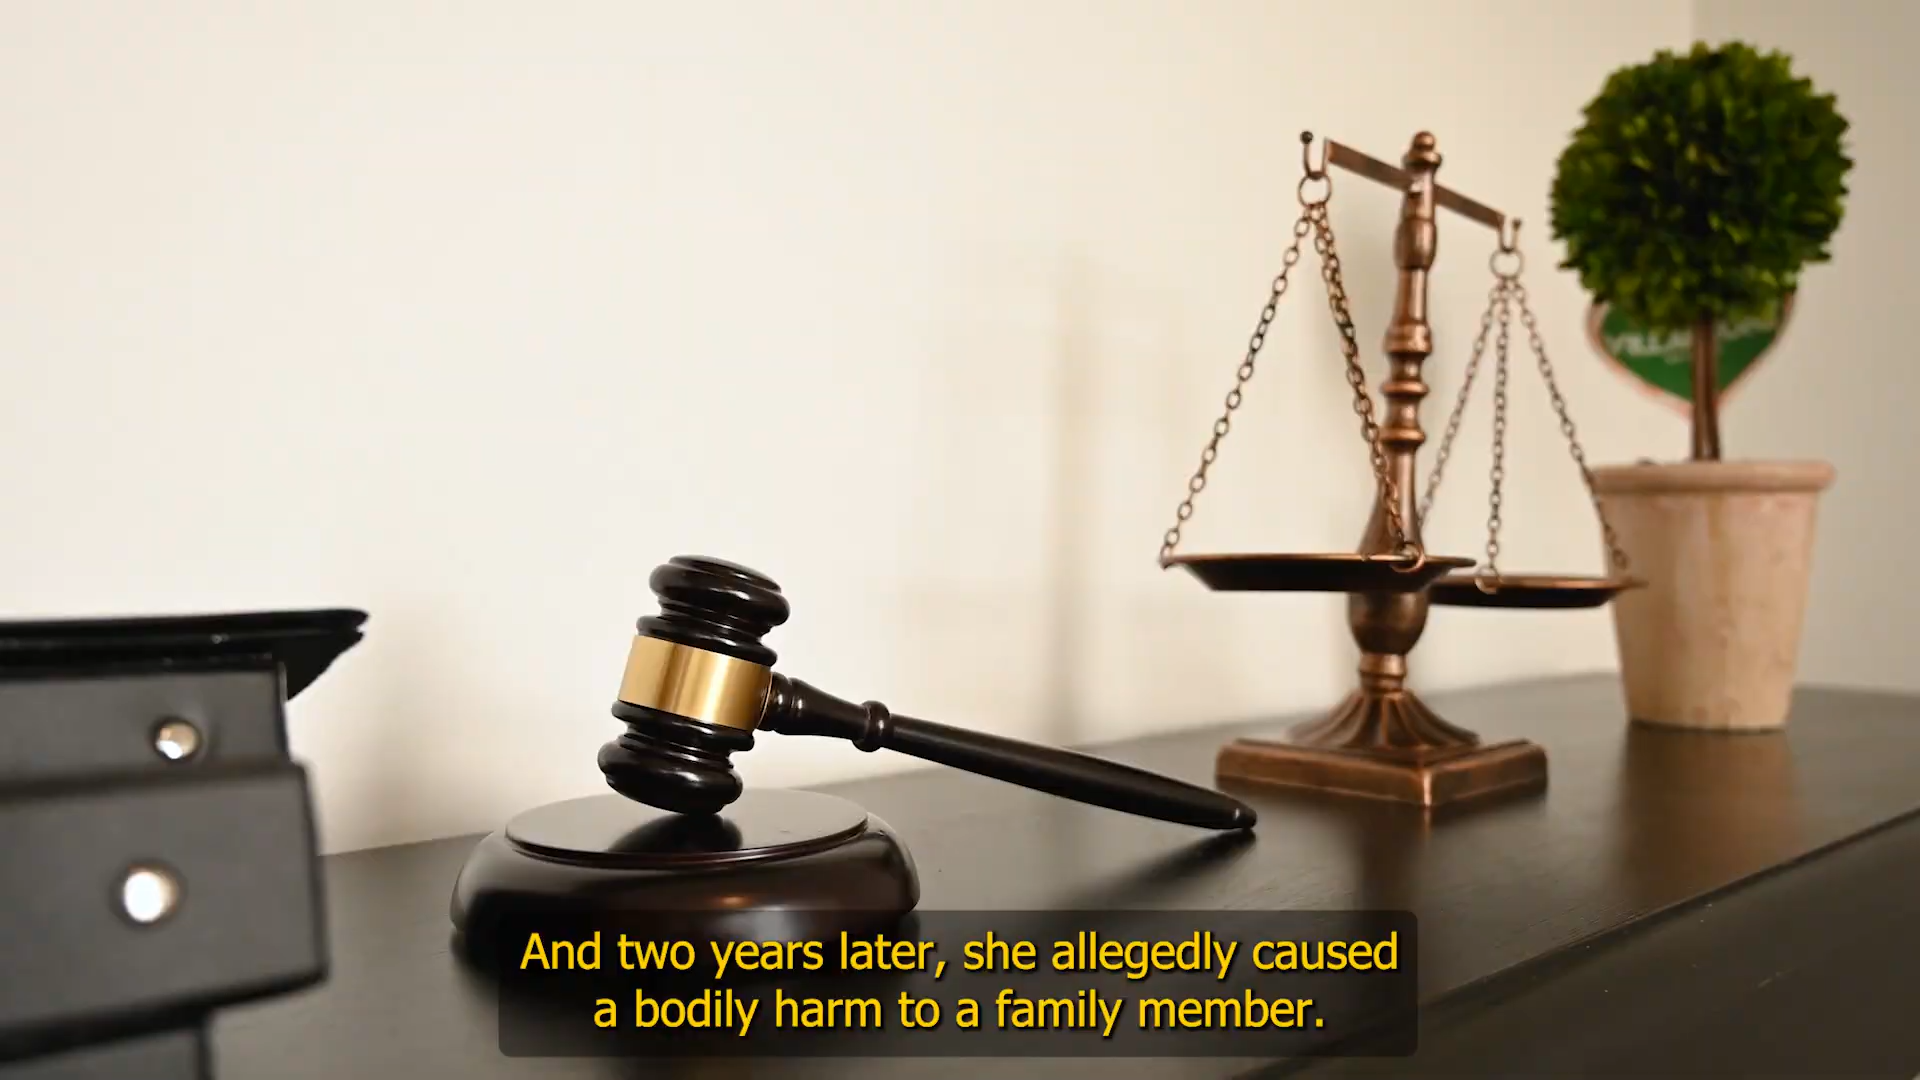 And two years later, she allegedly caused
a bodily harm to a family member.